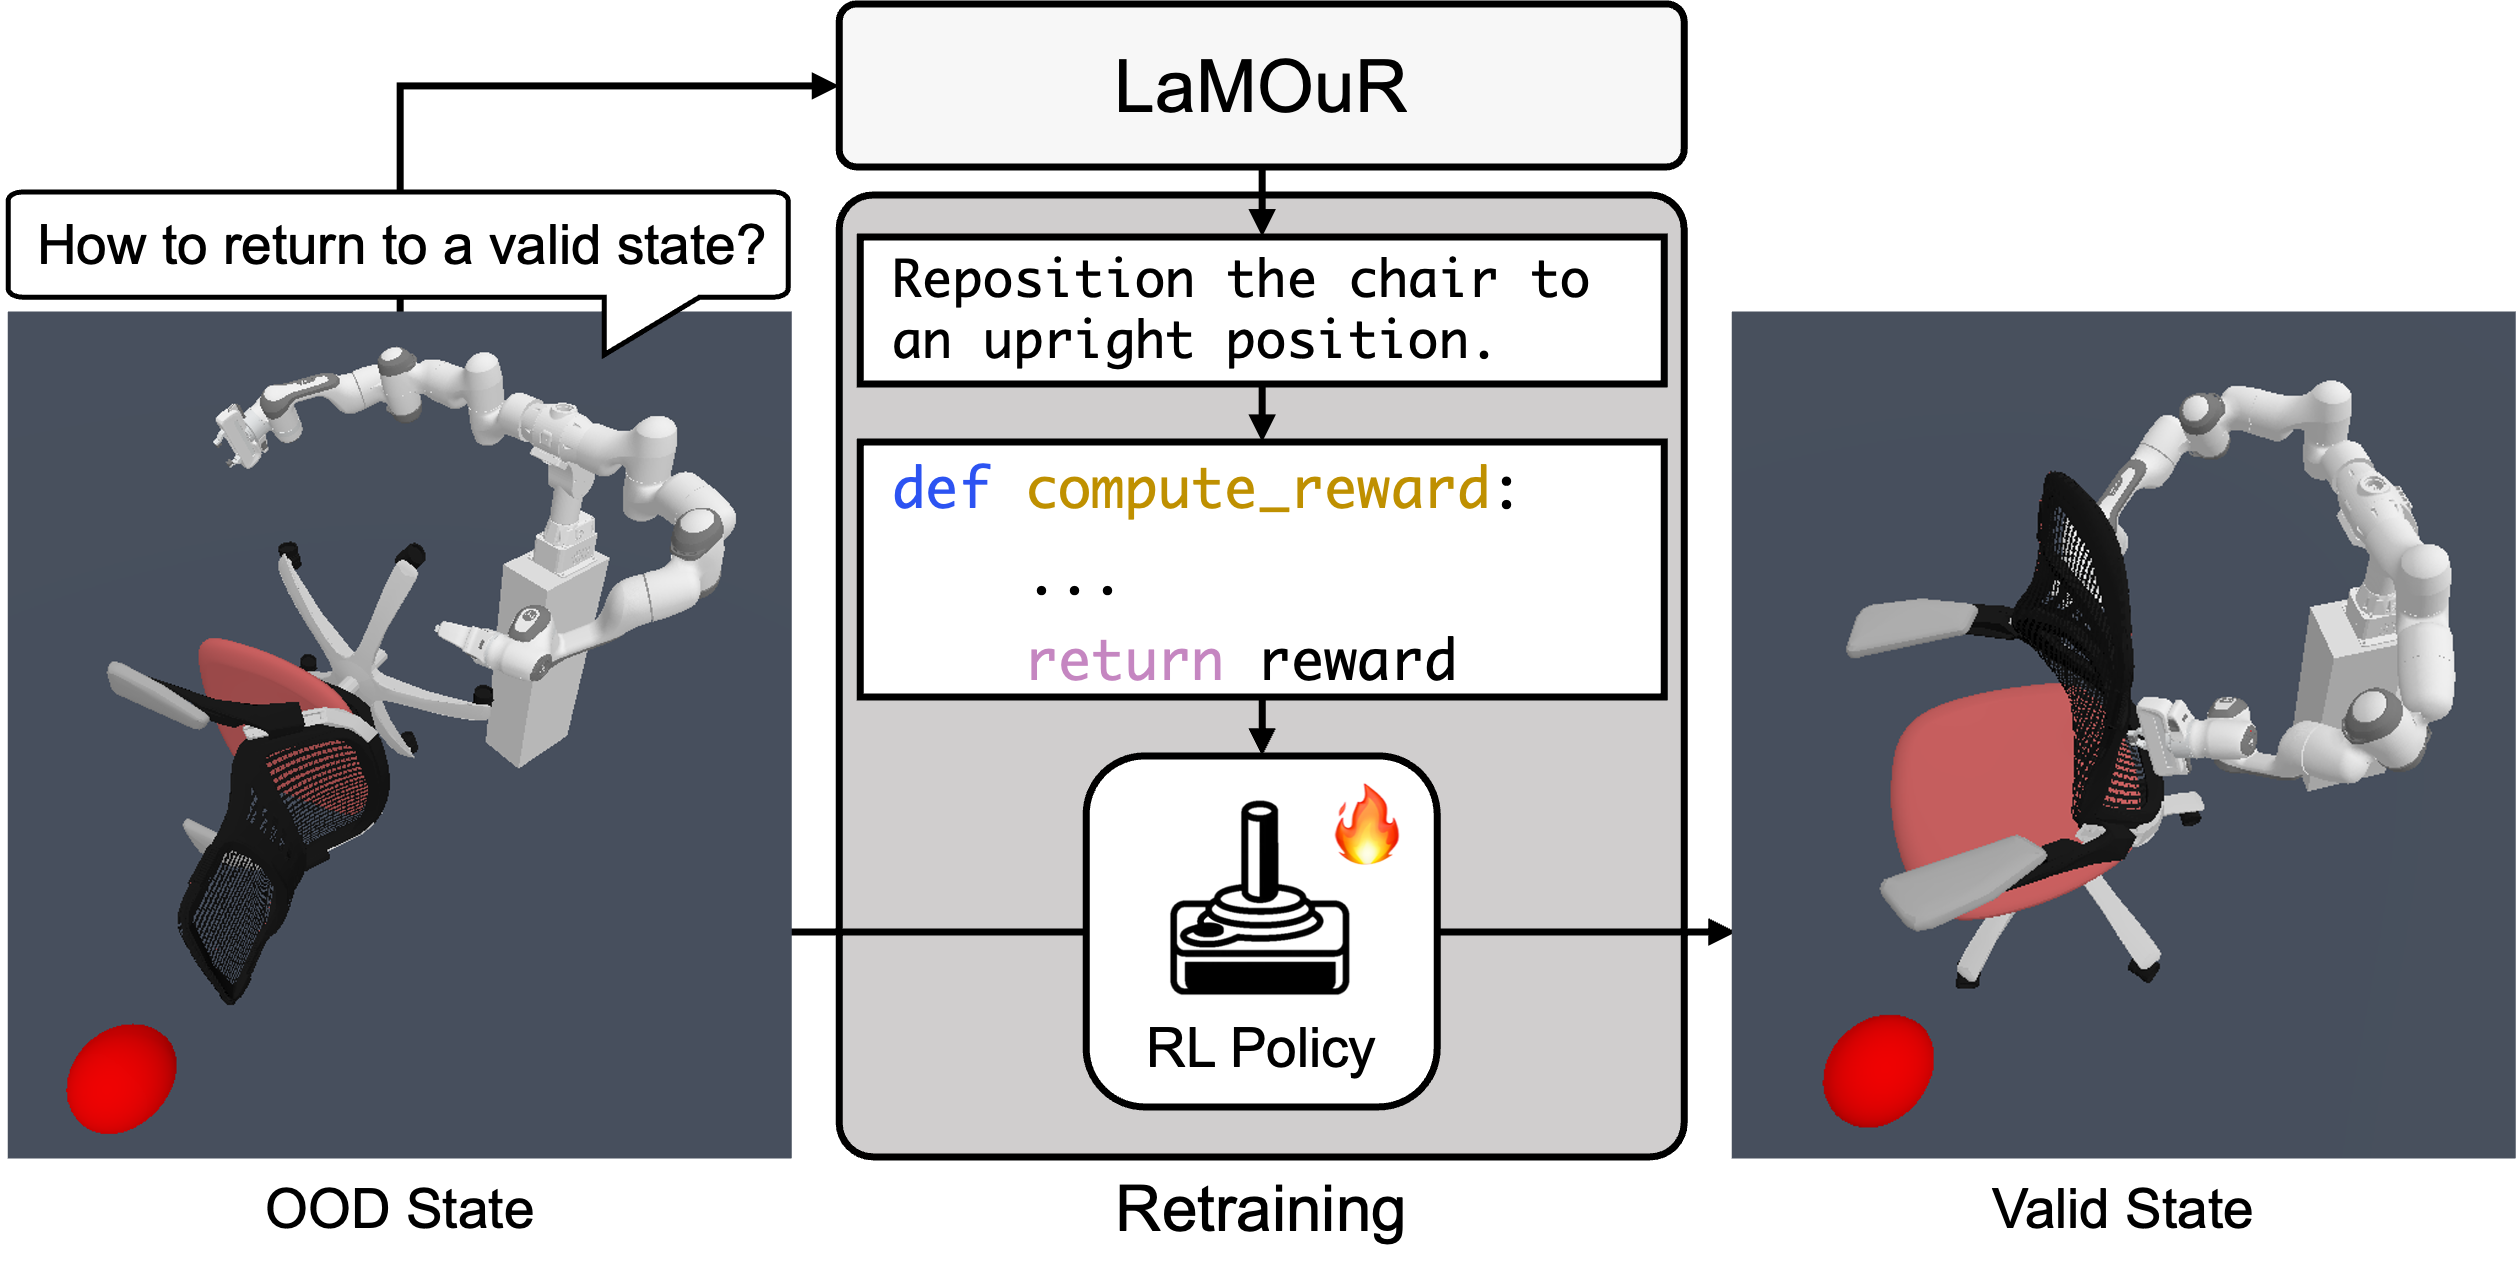 LaMOuR
How to return to a valid state?
Reposition the chair to
an upright position.
def compute_reward:
...
return reward
RL Policy
OOD State
Retraining
Valid State